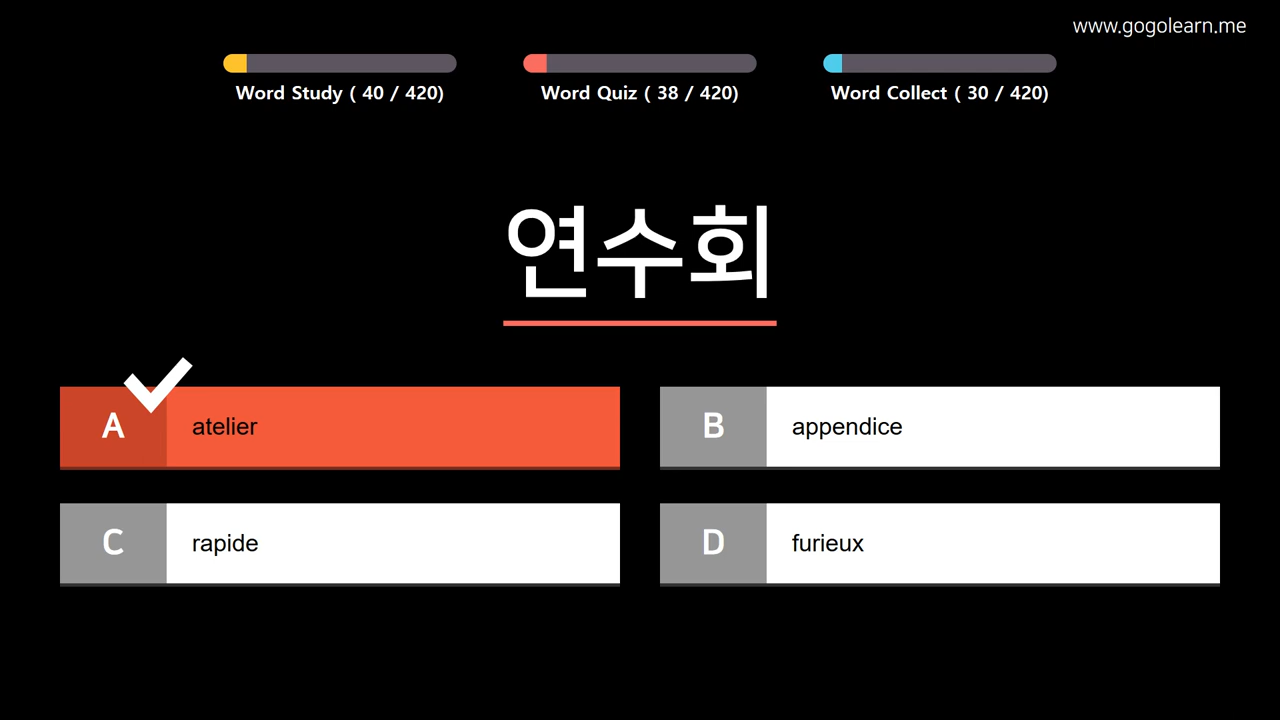 www.gogolearn.me
Word Study ( 40 / 420)
Word Quiz ( 38 / 420)
Word Collect ( 30 / 420)
연수회
A atelier
B appendice
C rapide
D furieux